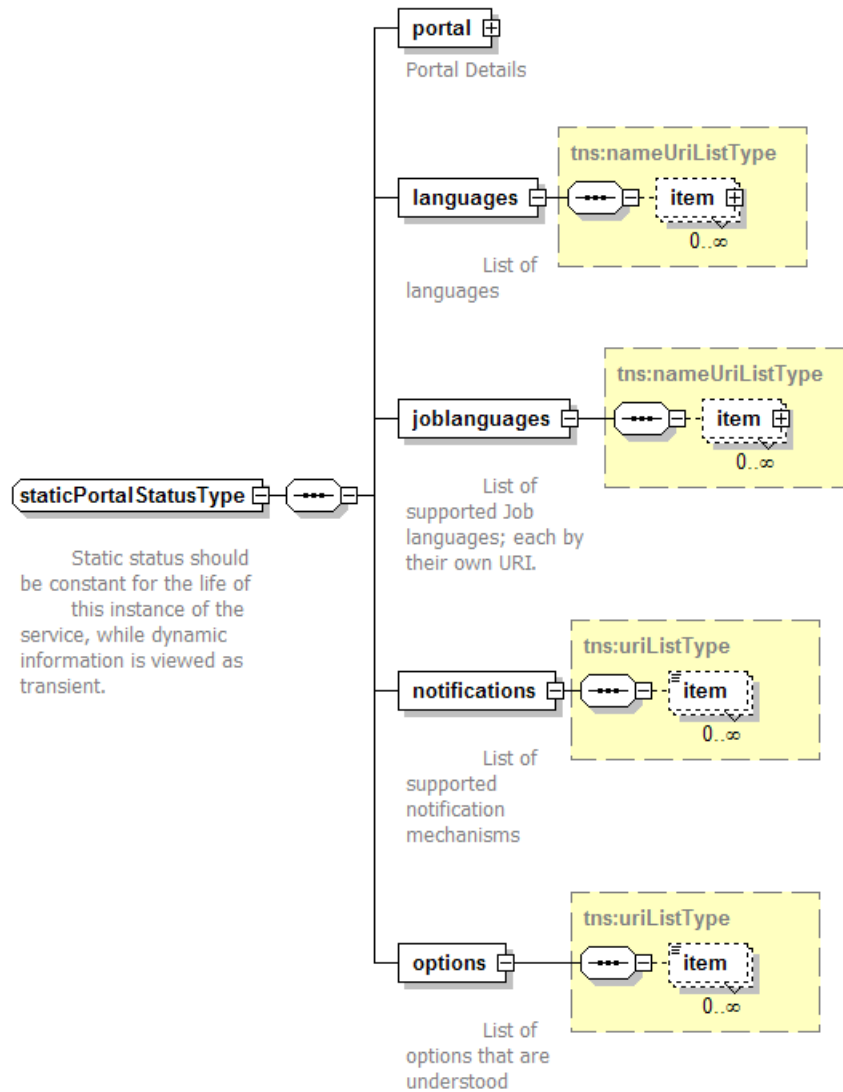 portal
Portal Details
tns:nameUriListType
languages
item
0..∞
List of
languages
tns:nameUriListType
joblanguages
item
0..∞
List of
supported Job
languages; each by
their own URI.
staticPortalStatusType
Static status should
be constant for the life of
this instance of the
service, while dynamic
information is viewed as
transient.
tns:uriListType
notifications
item
0..∞
List of
supported
notification
mechanisms
tns:uriListType
options
item
0..∞
List of
options that are
understood